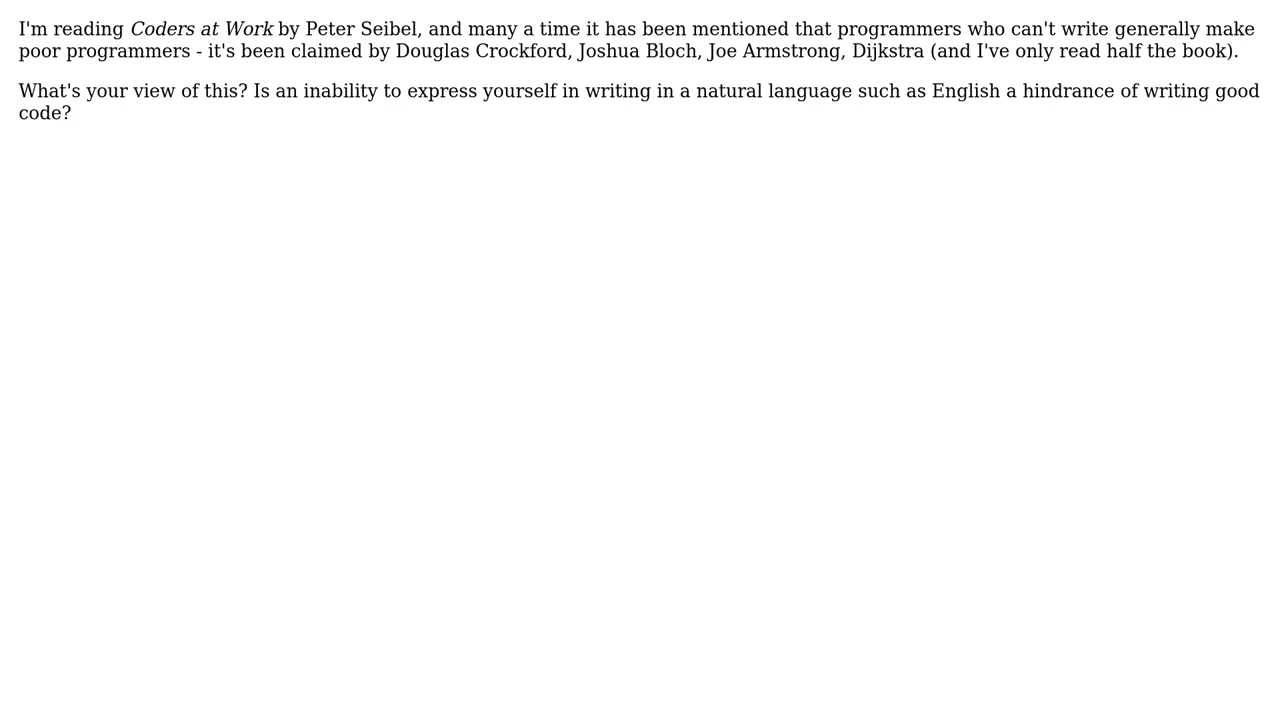 I'm reading Coders at Work by Peter Seibel, and many a time it has been mentioned that programmers who can't write generally make
poor programmers - it's been claimed by Douglas Crockford, Joshua Bloch, Joe Armstrong, Dijkstra (and I've only read half the book).
What's your view of this? Is an inability to express yourself in writing in a natural language such as English a hindrance of writing good
code?